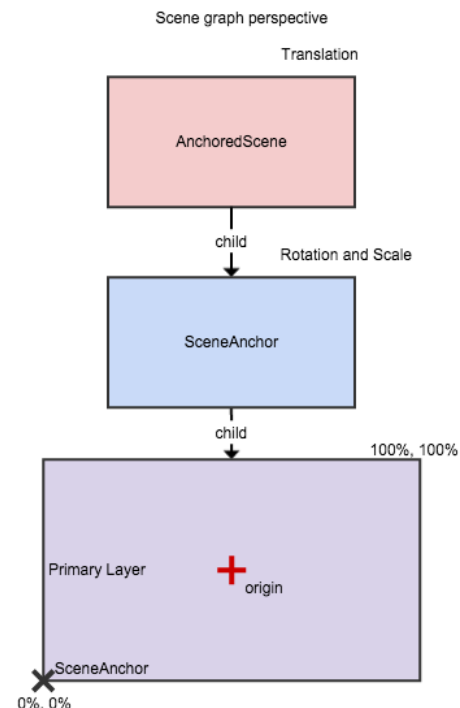 Scene graph perspective
Translation
AnchoredScene
child
Rotation and Scale
SceneAnchor
child
100%, 100%
Primary Layer
origin
SceneAnchor
0%, 0%